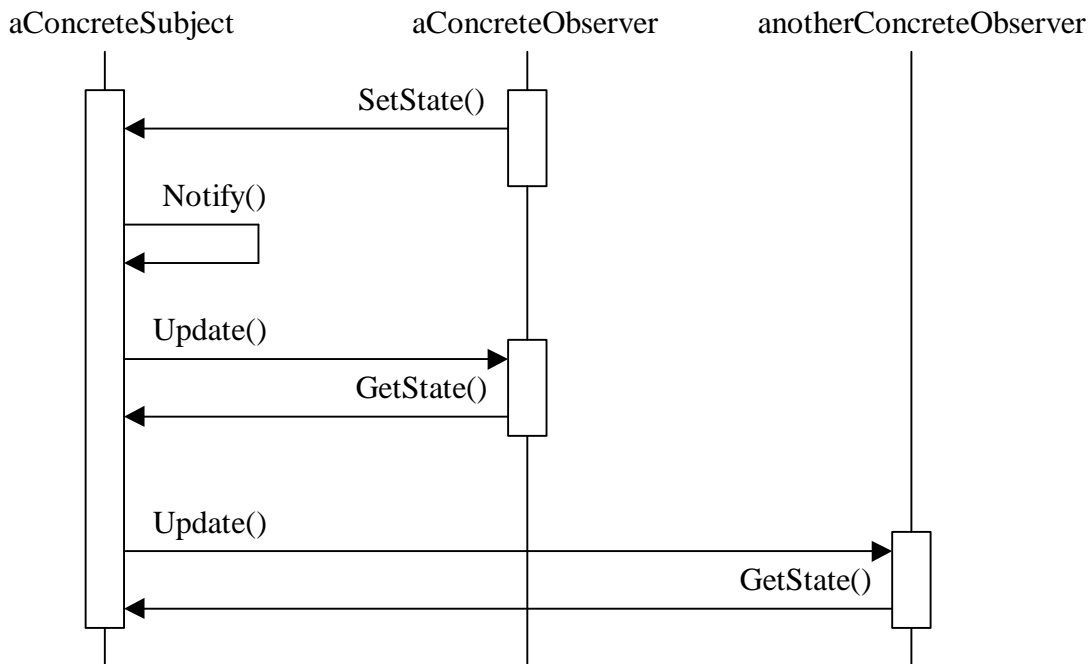 aConcreteSubject
aConcreteObserver
anotherConcreteObserver
SetState()
Notify()
Update()
GetState()
Update()
GetState()